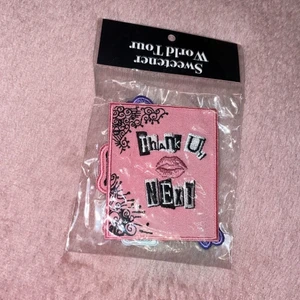 Sweetener
World Tour
THANK U,
NEXT